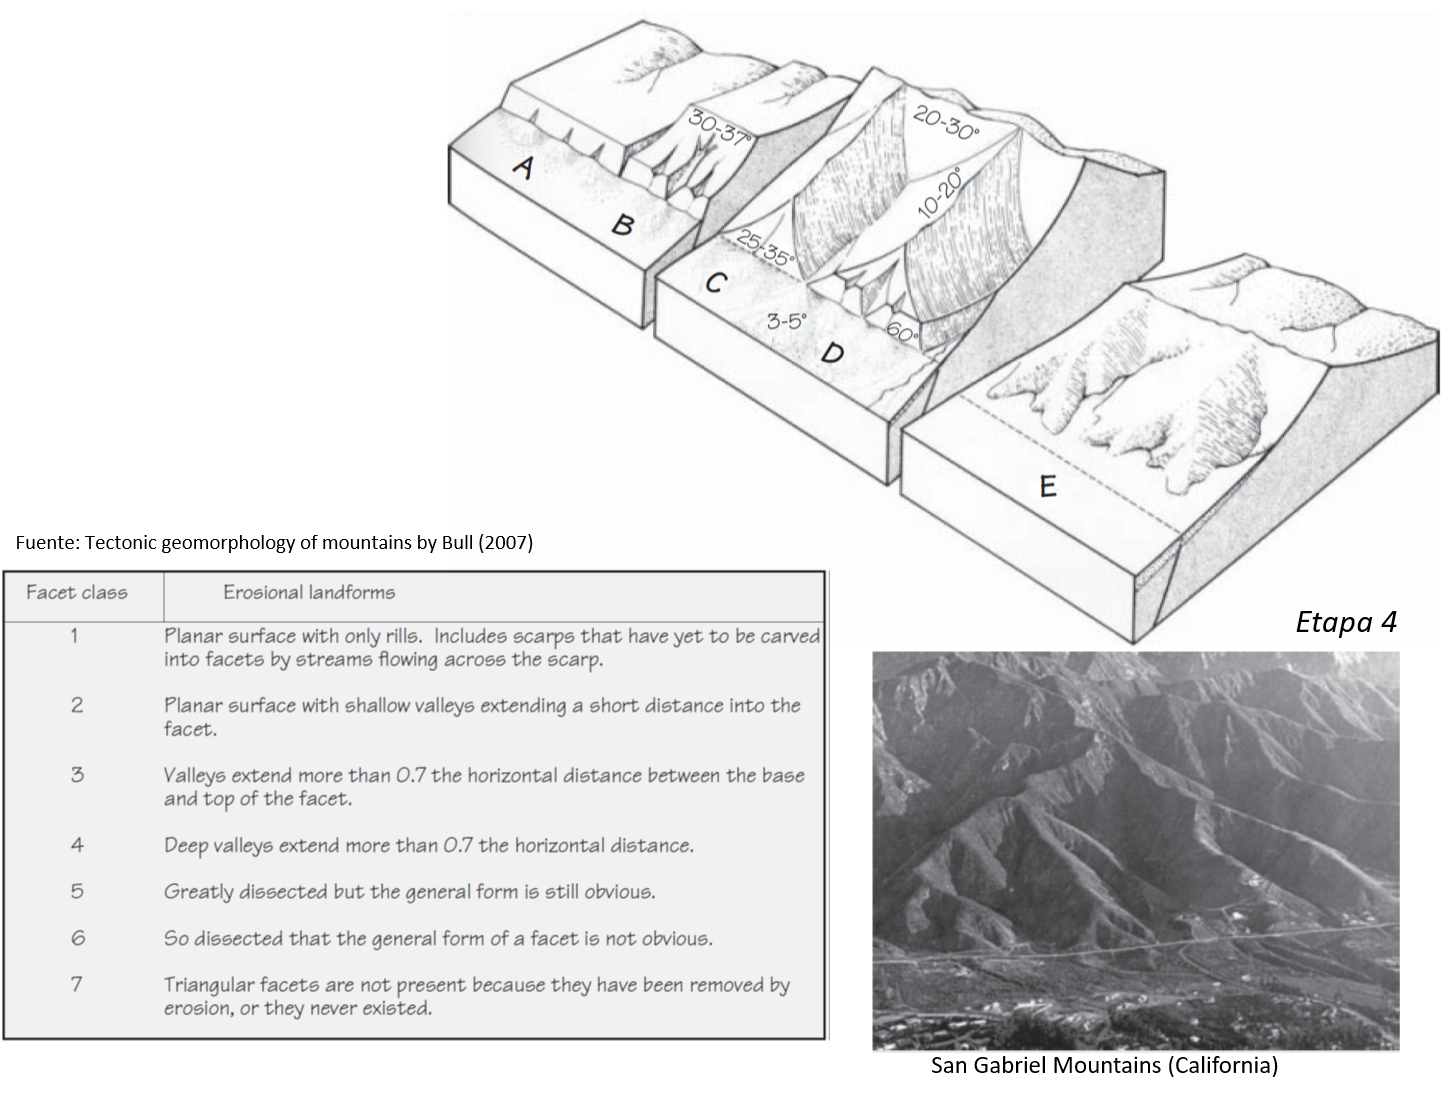 30-37°
20-30°
10-20°
25-35°
3-5°
60°
A
B
C
D
E
Fuente: Tectonic geomorphology of mountains by Bull (2007)
Etapa 4
Facet class Erosional landforms
1 Planar surface with only rills. Includes scarps that have yet to be carved
into facets by streams flowing across the scarp.
2 Planar surface with shallow valleys extending a short distance into the
facet.
3 Valleys extend more than 0.7 the horizontal distance between the base
and top of the facet.
4 Deep valleys extend more than 0.7 the horizontal distance.
5 Greatly dissected but the general form is still obvious.
6 So dissected that the general form of a facet is not obvious.
7 Triangular facets are not present because they have been removed by
erosion, or they never existed.
San Gabriel Mountains (California)